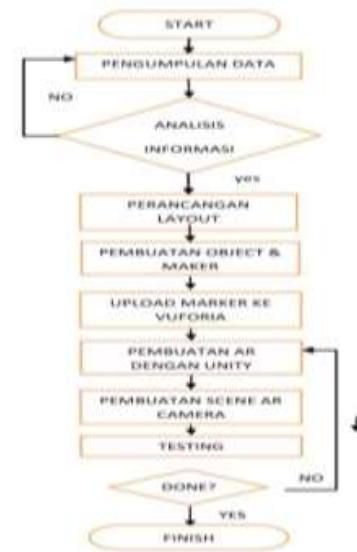 START
PENGUMPULAN DATA
NO
ANALISIS
INFORMASI
yes
PERANCANGAN
LAYOUT
PEMBUATAN OBJECT &
MAKER
UPLOAD MARKER KE
VUFORIA
PEMBUATAN AR
DENGAN UNITY
PEMBUATAN SCENE AR
CAMERA
TESTING
DONE?
NO
YES
FINISH